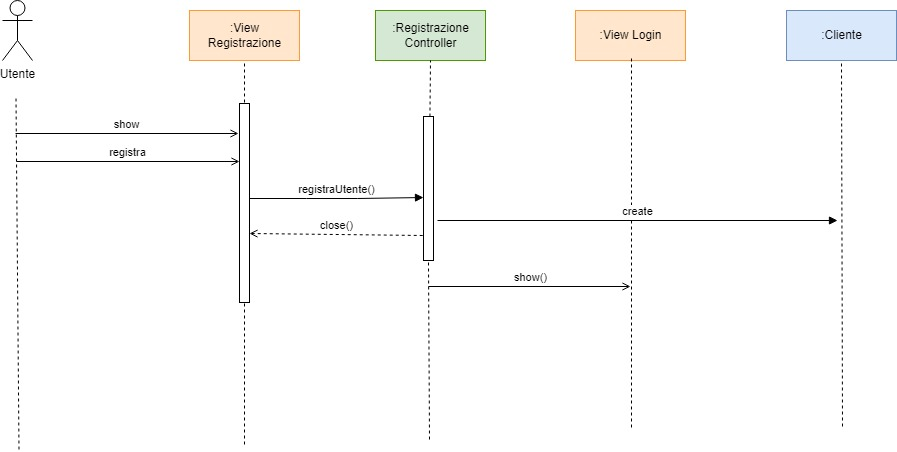 :View
Registrazione
:Registrazione
Controller
:View Login
:Cliente
Utente
show
registra
registraUtente()
create
close()
show()